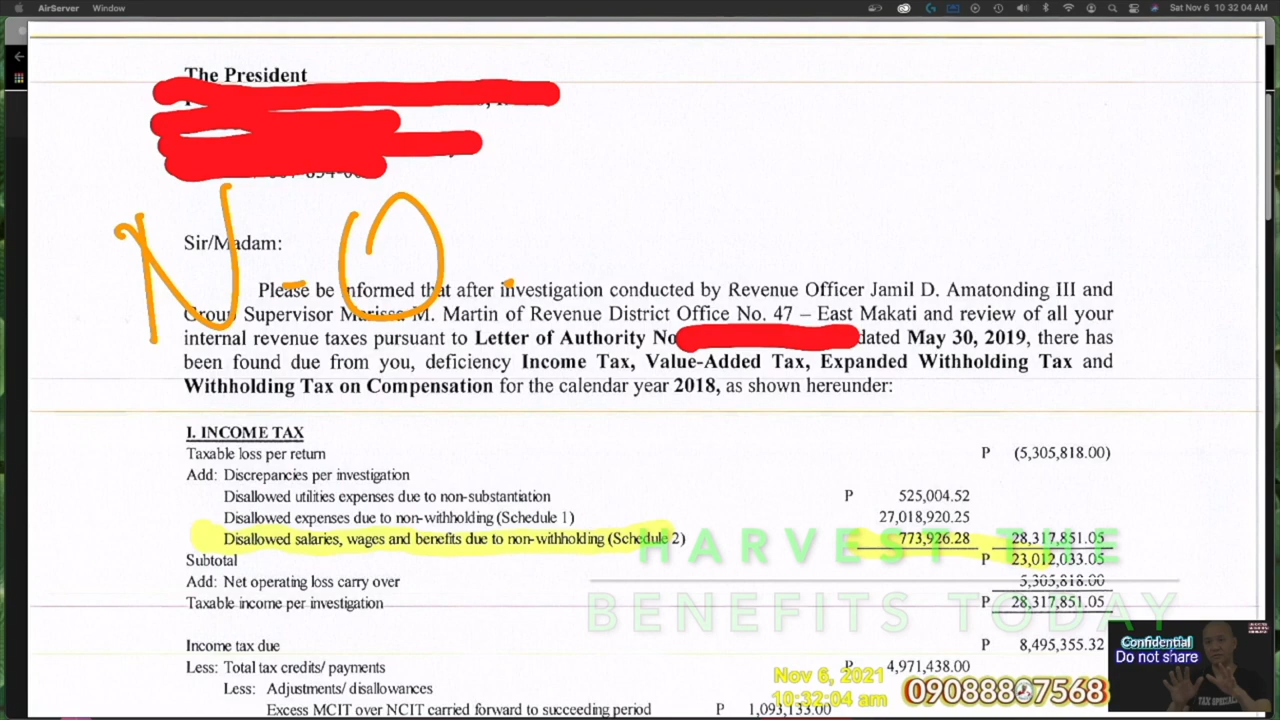 AirServer Window Sat Nov 6 10:32:04 AM
The President
Sir/Madam:
N - O .
Please be informed that after investigation conducted by Revenue Officer Jamil D. Amatonding III and
Group Supervisor Marissa M. Martin of Revenue District Office No. 47 – East Makati and review of all your
internal revenue taxes pursuant to Letter of Authority No dated May 30, 2019, there has
been found due from you, deficiency Income Tax, Value-Added Tax, Expanded Withholding Tax and
Withholding Tax on Compensation for the calendar year 2018, as shown hereunder:
I. INCOME TAX
Taxable loss per return P (5,305,818.00)
Add: Discrepancies per investigation
Disallowed utilities expenses due to non-substantiation P 525,004.52
Disallowed expenses due to non-withholding (Schedule 1) 27,018,920.25
Disallowed salaries, wages and benefits due to non-withholding (Schedule 2) 773,926.28 28,317,851.05
HARVEST THE
Subtotal P 23,012,033.05
Add: Net operating loss carry over 5,305,818.00
Taxable income per investigation P 28,317,851.05
BENEFITS TODAY
Income tax due P 8,495,355.32
Confidential
Do not share
Less: Total tax credits/ payments P 4,971,438.00
Nov 6, 2021
Less: Adjustments/ disallowances
10:32:04 am
09088807568
Excess MCIT over NCIT carried forward to succeeding period P 1,093,133.00